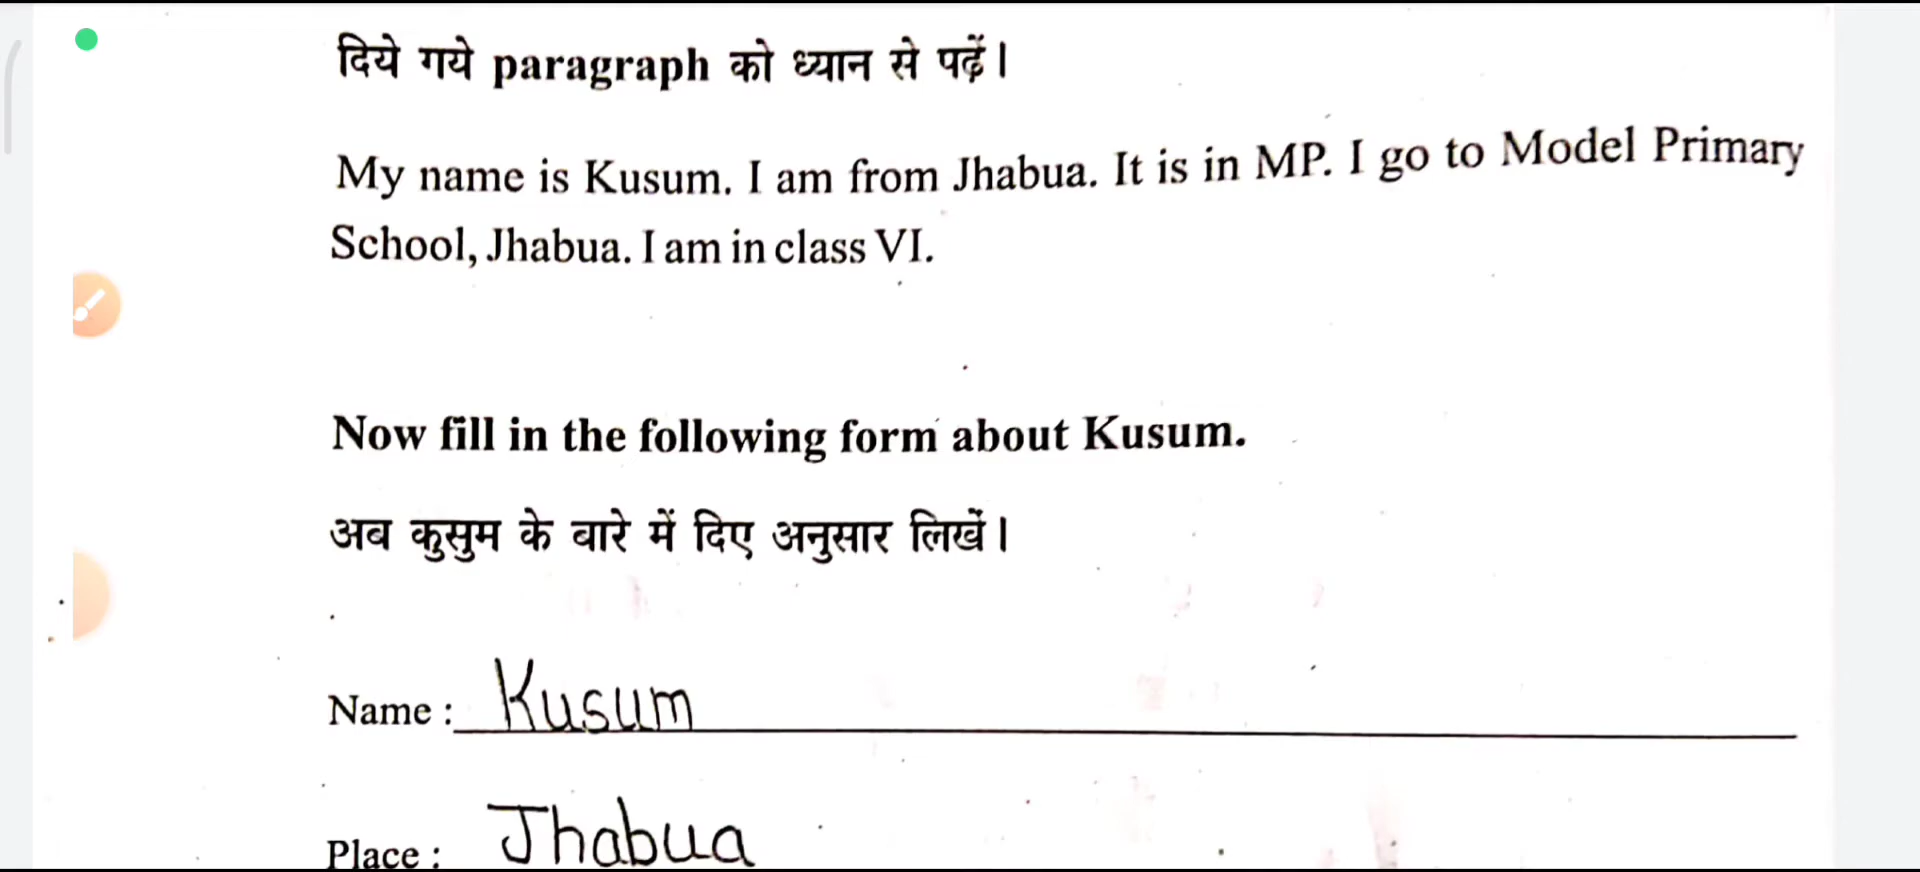 दिये गये paragraph को ध्यान से पढ़ें।
My name is Kusum. I am from Jhabua. It is in MP. I go to Model Primary
School, Jhabua. I am in class VI.
Now fill in the following form about Kusum.
अब कुसुम के बारे में दिए अनुसार लिखें।
Name : Kusum
Place : Jhabua